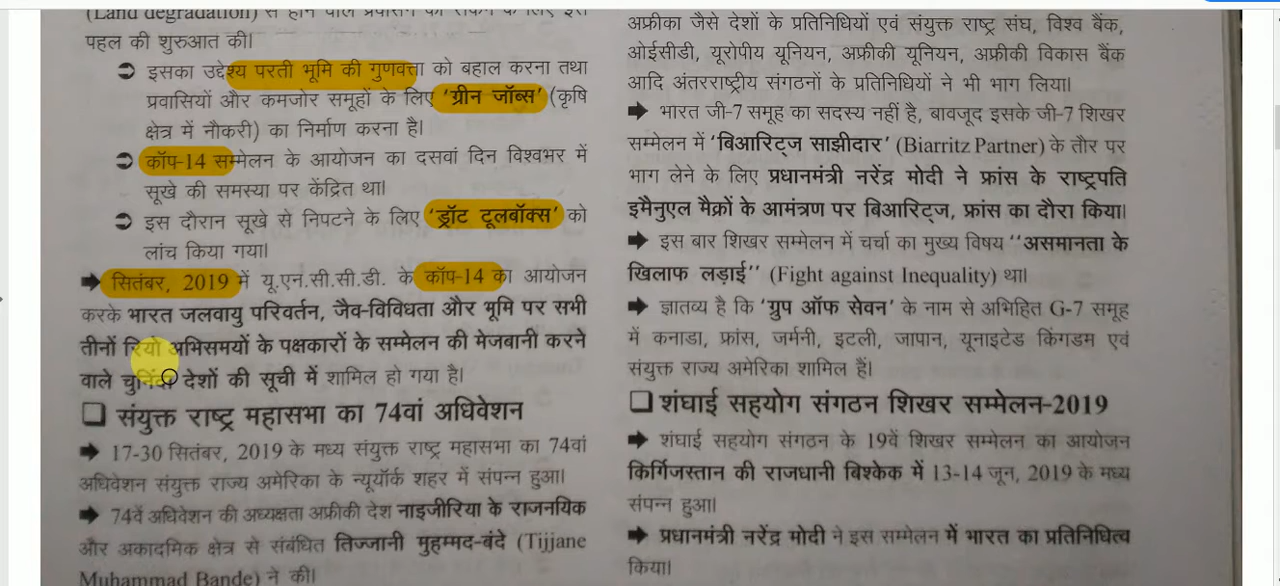 (Land degradation) से होने वाले प्रवासन को रोकने के लिए इस
पहल की शुरुआत की।
➲ इसका उद्देश्य परती भूमि की गुणवत्ता को बहाल करना तथा
प्रवासियों और कमजोर समूहों के लिए 'ग्रीन जॉब्स' (कृषि
क्षेत्र में नौकरी) का निर्माण करना है।
➲ कॉप-14 सम्मेलन के आयोजन का दसवां दिन विश्वभर में
सूखे की समस्या पर केंद्रित था।
➲ इस दौरान सूखे से निपटने के लिए 'ड्रॉट टूलबॉक्स' को
लांच किया गया।
➡ सितंबर, 2019 में यू.एन.सी.सी.डी. के कॉप-14 का आयोजन
करके भारत जलवायु परिवर्तन, जैव-विविधता और भूमि पर सभी
तीनों रियो अभिसमयों के पक्षकारों के सम्मेलन की मेजबानी करने
वाले चुनिंदा देशों की सूची में शामिल हो गया है।
❑ संयुक्त राष्ट्र महासभा का 74वां अधिवेशन
➡ 17-30 सितंबर, 2019 के मध्य संयुक्त राष्ट्र महासभा का 74वां
अधिवेशन संयुक्त राज्य अमेरिका के न्यूयॉर्क शहर में संपन्न हुआ।
➡ 74वें अधिवेशन की अध्यक्षता अफ्रीकी देश नाइजीरिया के राजनयिक
और अकादमिक क्षेत्र से संबंधित तिज्जानी मुहम्मद-बंदे (Tijjane
Muhammad Bande) ने की।
अफ्रीका जैसे देशों के प्रतिनिधियों एवं संयुक्त राष्ट्र संघ, विश्व बैंक,
ओईसीडी, यूरोपीय यूनियन, अफ्रीकी यूनियन, अफ्रीकी विकास बैंक
आदि अंतरराष्ट्रीय संगठनों के प्रतिनिधियों ने भी भाग लिया।
➡ भारत जी-7 समूह का सदस्य नहीं है, बावजूद इसके जी-7 शिखर
सम्मेलन में 'बिआरिट्ज साझीदार' (Biarritz Partner) के तौर पर
भाग लेने के लिए प्रधानमंत्री नरेंद्र मोदी ने फ्रांस के राष्ट्रपति
इमैनुएल मैक्रों के आमंत्रण पर बिआरिट्ज, फ्रांस का दौरा किया।
➡ इस बार शिखर सम्मेलन में चर्चा का मुख्य विषय "असमानता के
खिलाफ लड़ाई" (Fight against Inequality) था।
➡ ज्ञातव्य है कि 'ग्रुप ऑफ सेवन' के नाम से अभिहित G-7 समूह
में कनाडा, फ्रांस, जर्मनी, इटली, जापान, यूनाइटेड किंगडम एवं
संयुक्त राज्य अमेरिका शामिल हैं।
❑ शंघाई सहयोग संगठन शिखर सम्मेलन-2019
➡ शंघाई सहयोग संगठन के 19वें शिखर सम्मेलन का आयोजन
किर्गिजस्तान की राजधानी बिश्केक में 13-14 जून, 2019 के मध्य
संपन्न हुआ।
➡ प्रधानमंत्री नरेंद्र मोदी ने इस सम्मेलन में भारत का प्रतिनिधित्व
किया।